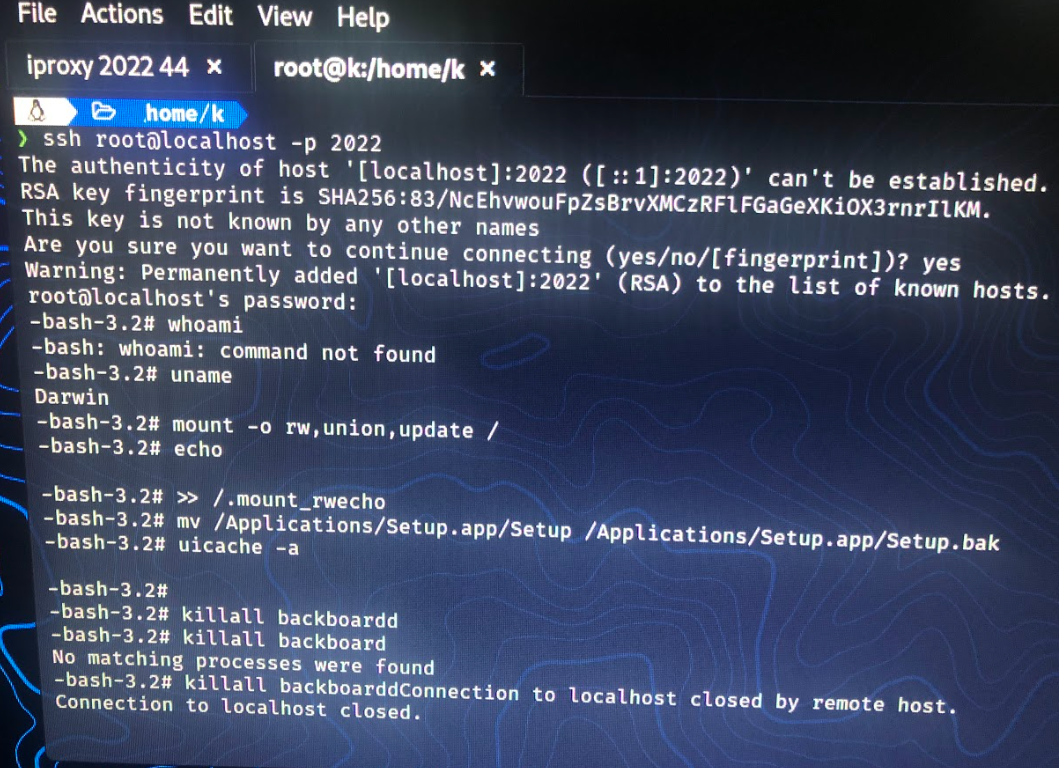 File Actions Edit View Help
iproxy 2022 44 × root@k:/home/k ×
/home/k
❯ ssh root@localhost -p 2022
The authenticity of host '[localhost]:2022 ([::1]:2022)' can't be established.
RSA key fingerprint is SHA256:83/NcEhvwouFpZsBrvXMCzRFlFGaGeXKiOX3rnrIlKM.
This key is not known by any other names
Are you sure you want to continue connecting (yes/no/[fingerprint])? yes
Warning: Permanently added '[localhost]:2022' (RSA) to the list of known hosts.
root@localhost's password:
-bash-3.2# whoami
-bash: whoami: command not found
-bash-3.2# uname
Darwin
-bash-3.2# mount -o rw,union,update /
-bash-3.2# echo
-bash-3.2# >> /.mount_rwecho
-bash-3.2# mv /Applications/Setup.app/Setup /Applications/Setup.app/Setup.bak
-bash-3.2# uicache -a
-bash-3.2#
-bash-3.2# killall backboardd
-bash-3.2# killall backboard
No matching processes were found
-bash-3.2# killall backboarddConnection to localhost closed by remote host.
Connection to localhost closed.